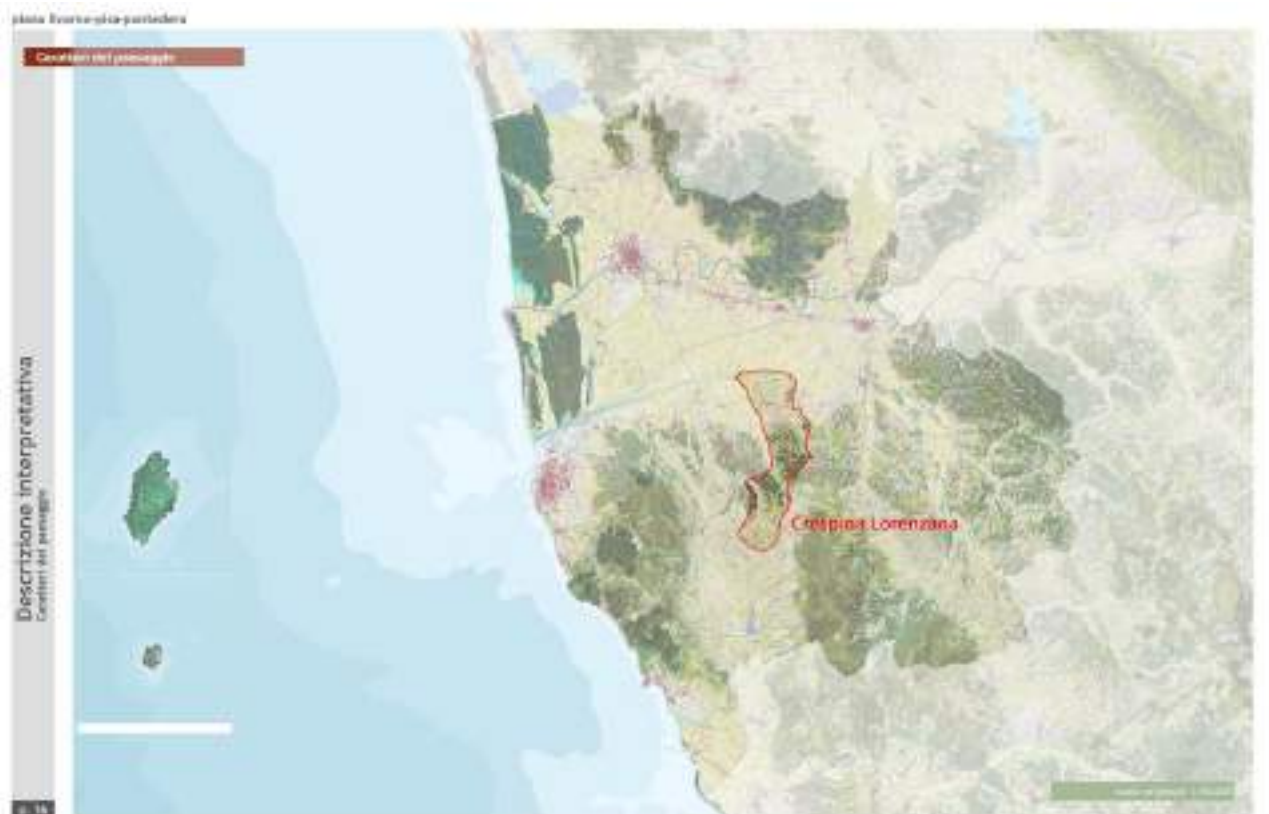 piana livorno-pisa-pontedera
Caratteri del paesaggio
Descrizione interpretativa
Caratteri del paesaggio
Crespina Lorenzana